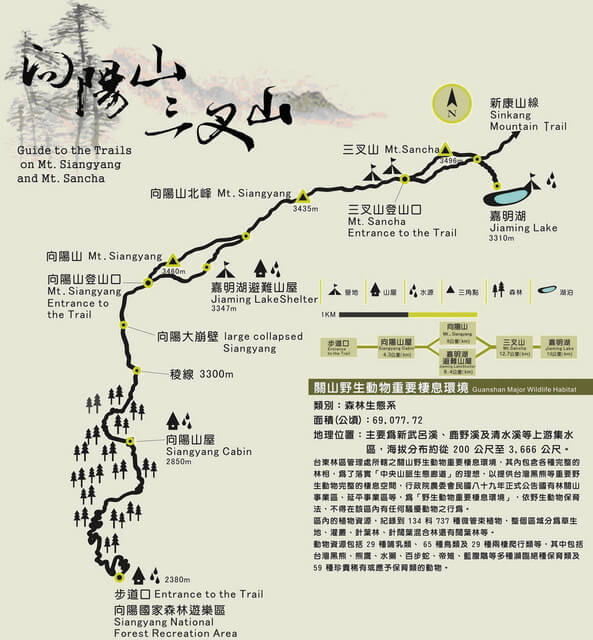 向陽山
三叉山
Guide to the Trails
on Mt. Siangyang
and Mt. Sancha
N
新康山線
Sinkang
Mountain Trail
三叉山 Mt.Sancha
3496m
向陽山北峰 Mt. Siangyang
3435m
三叉山登山口
Mt. Sancha
Entrance to the Trail
嘉明湖
Jiaming Lake
3310m
向陽山 Mt. Siangyang
3460m
向陽山登山口
Mt. Siangyang
Entrance to
the Trail
嘉明湖避難山屋
Jiaming LakeShelter
3347m
營地
山屋
水源
三角點
森林
湖泊
1KM
向陽大崩壁 large collapsed
Siangyang
步道口
Entrance
to the Trail
向陽山屋
Siangyang Cabin
4.3公里(km)
向陽山
Mt. Siangyang
嘉明湖
避難山屋
Jiaming LakeShelter
8.4公里(km)
三叉山
Mt.Sancha
12.7公里(km)
嘉明湖
Jiaming Lake
稜線 3300m
關山野生動物重要棲息環境 Guanshan Major Wildlife Habitat
類別：森林生態系
面積(公頃)：69,077.72
地理位置：主要為新武呂溪、鹿野溪及清水溪等上游集水
區，海拔分布約從 200 公尺至 3,666 公尺。
台東林區管理處所轄之關山野生動物重要棲息環境，其內包含各種完整的
林相，為了落實「中央山脈生態廊道」的理想，以提供台灣黑熊等重要野
生動物完整的棲息空間，行政院農委會民國八十九年正式公告國有林關山
事業區、延平事業區等，為「野生動物重要棲息環境」，依野生動物保育
法，不得在該區內有任何騷擾動物之行為。
區內的植物資源，紀錄到 134 科 737 種維管束植物，整個區域分為草生
地、灌叢、針葉林、針闊葉混合林還有闊葉林等。
動物資源包括 29 種哺乳類、65 種鳥類及 29 種兩棲爬行類等，其中包括
台灣黑熊、熊鷹、水獺、百步蛇、帝雉、藍腹鷴等多種瀕臨絕種保育類及
59 種珍貴稀有或應予保育類的動物。
向陽山屋
Siangyang Cabin
2850m
2380m
步道口 Entrance to the Trail
向陽國家森林遊樂區
Siangyang National
Forest Recreation Area